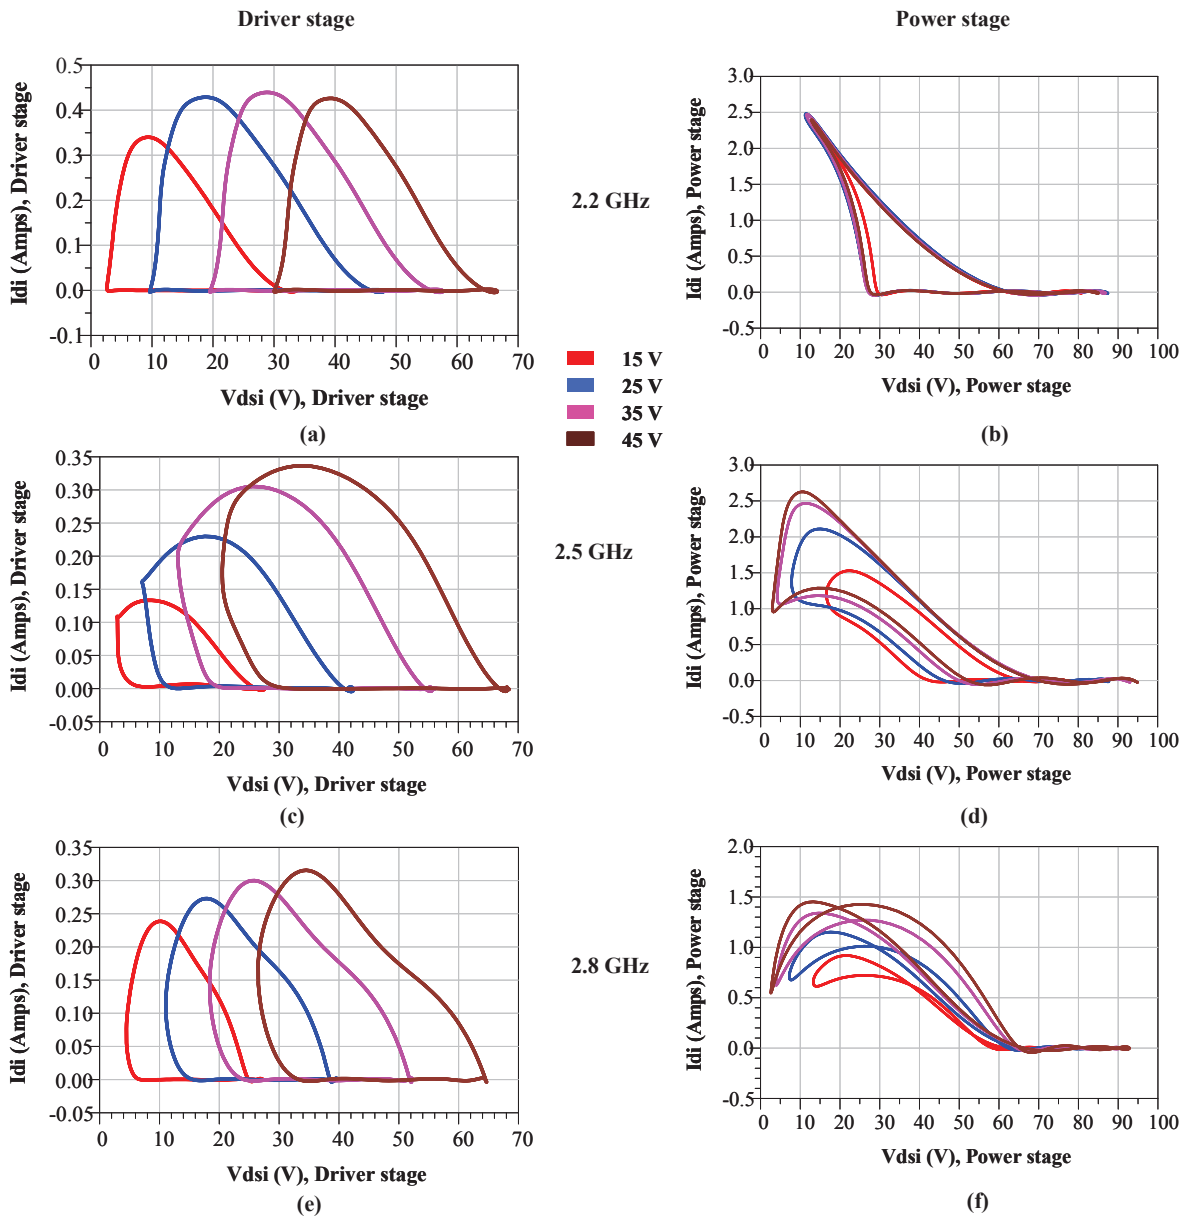 Driver stage
Power stage
Idi (Amps), Driver stage
0.5
0.4
0.3
0.2
0.1
0.0
-0.1
0 10 20 30 40 50 60 70
Vdsi (V), Driver stage
(a)
2.2 GHz
Idi (Amps), Power stage
3.0
2.5
2.0
1.5
1.0
0.5
0.0
-0.5
0 10 20 30 40 50 60 70 80 90 100
Vdsi (V), Power stage
(b)
15 V
25 V
35 V
45 V
Idi (Amps), Driver stage
0.35
0.30
0.25
0.20
0.15
0.10
0.05
0.00
-0.05
0 10 20 30 40 50 60 70
Vdsi (V), Driver stage
(c)
2.5 GHz
Idi (Amps), Power stage
3.0
2.5
2.0
1.5
1.0
0.5
0.0
-0.5
0 10 20 30 40 50 60 70 80 90 100
Vdsi (V), Power stage
(d)
Idi (Amps), Driver stage
0.35
0.30
0.25
0.20
0.15
0.10
0.05
0.00
-0.05
0 10 20 30 40 50 60 70
Vdsi (V), Driver stage
(e)
2.8 GHz
Idi (Amps), Power stage
2.0
1.5
1.0
0.5
0.0
-0.5
0 10 20 30 40 50 60 70 80 90 100
Vdsi (V), Power stage
(f)